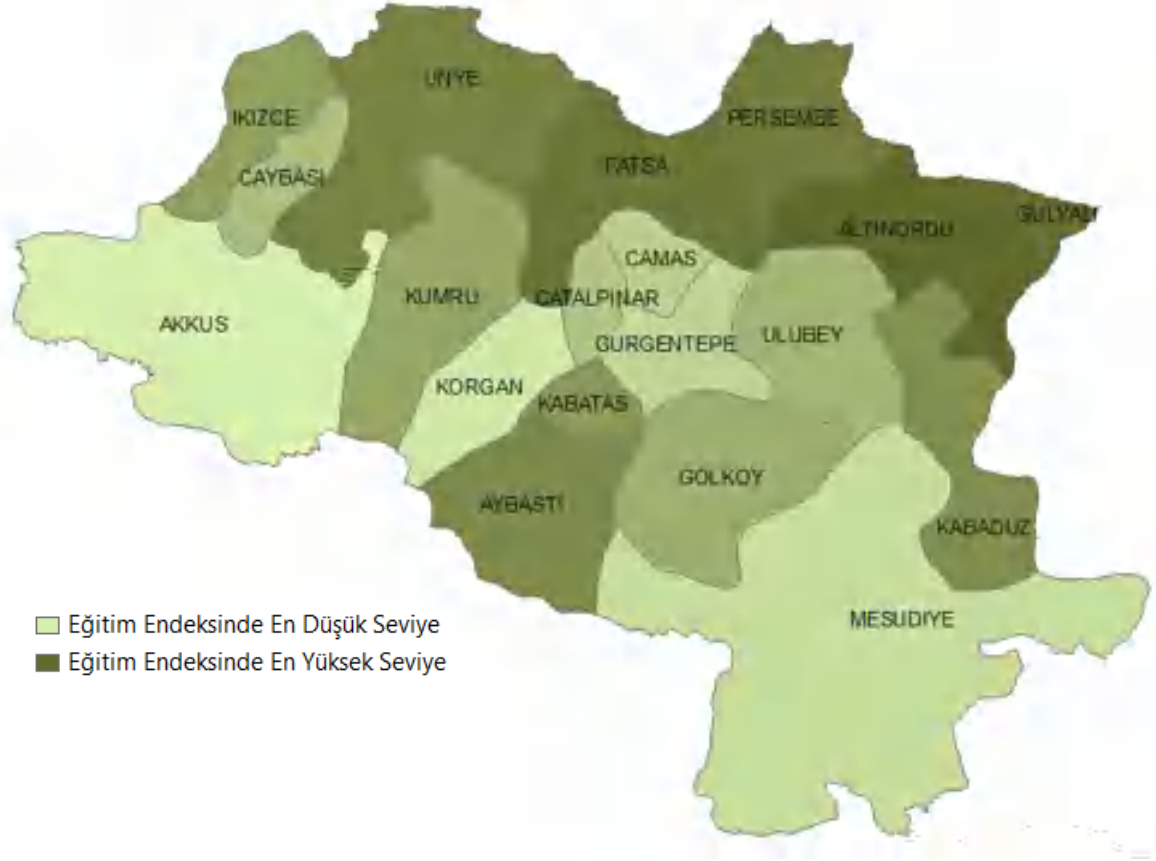 UNYE
IKIZCE
PERSEMBE
FATSA
CAYBASI
GULYALI
ALTINORDU
CAMAS
KUMRU
CATALPINAR
AKKUS
ULUBEY
GURGENTEPE
KORGAN
KABATAS
GOLKOY
AYBASTI
KABADUZ
MESUDIYE
Eğitim Endeksinde En Düşük Seviye
Eğitim Endeksinde En Yüksek Seviye